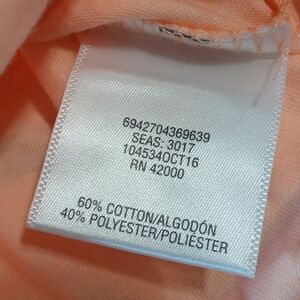 6942704369639
SEAS: 3017
104534OCT16
RN 42000
60% COTTON/ALGODÓN
40% POLYESTER/POLIÉSTER